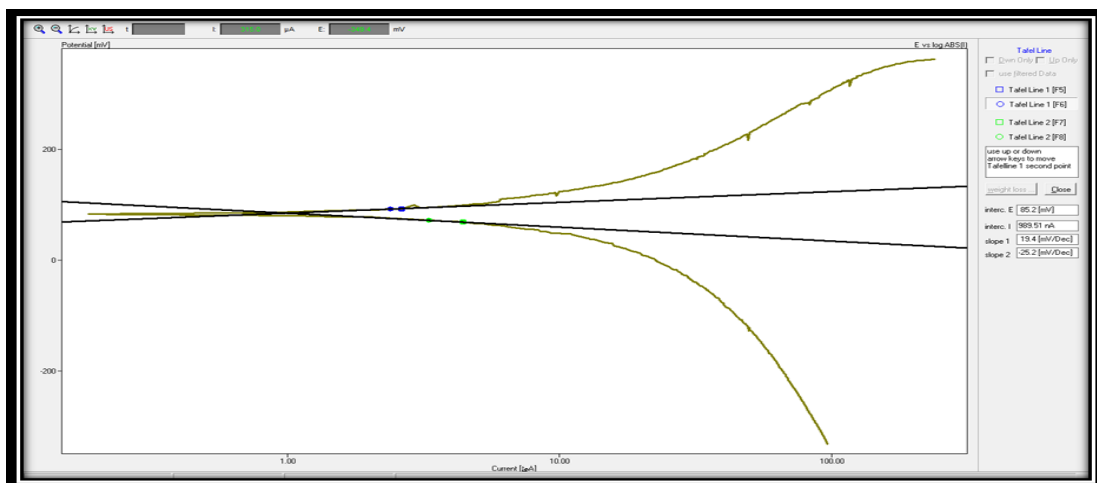 t I: µA E: mV
Potential [mV] E vs log ABS(I)
200
0
-200
1.00 10.00 100.00
Current [µA]
Tafel Line
Down Only Up Only
use filtered Data
Tafel Line 1 [F5]
Tafel Line 1 [F6]
Tafel Line 2 [F7]
Tafel Line 2 [F8]
use up or down
arrow keys to move
Tafelline 1 second point
weight loss... Close
interc. E 85.2 [mV]
interc. I 989.51 nA
slope 1 19.4 [mV/Dec]
slope 2 -25.2 [mV/Dec]